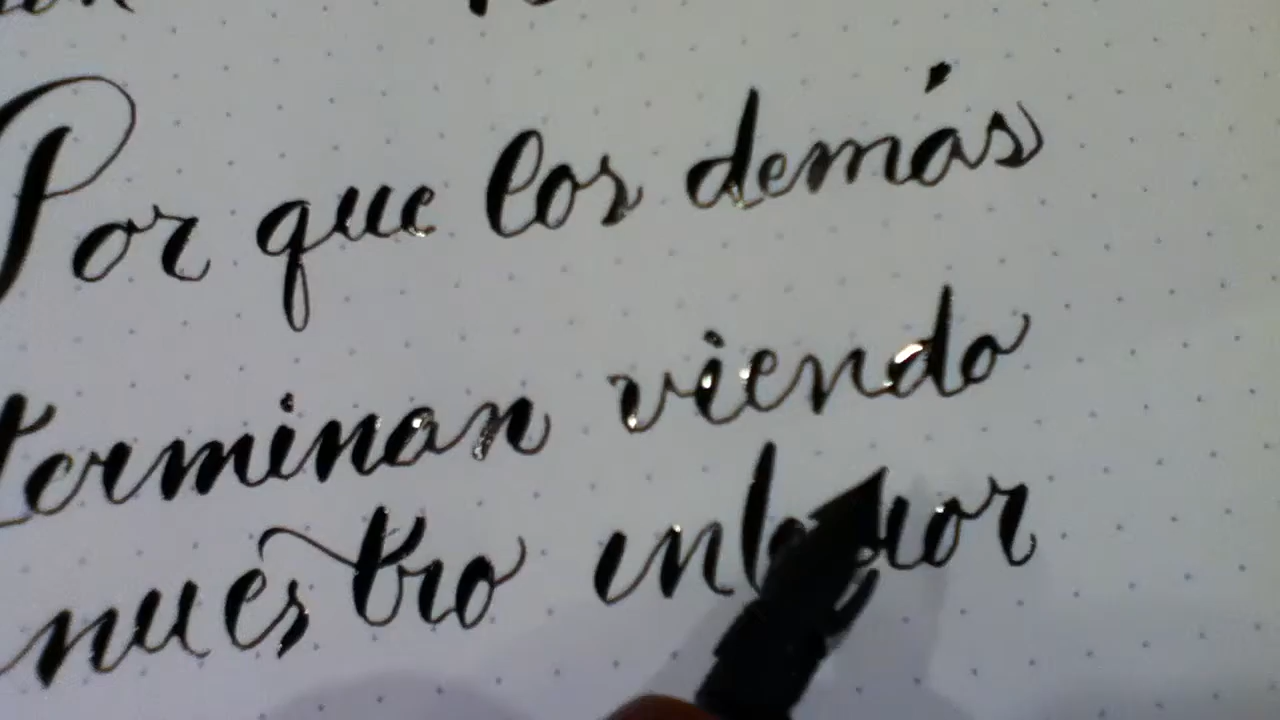 Por que los demás
terminan viendo
nuestro